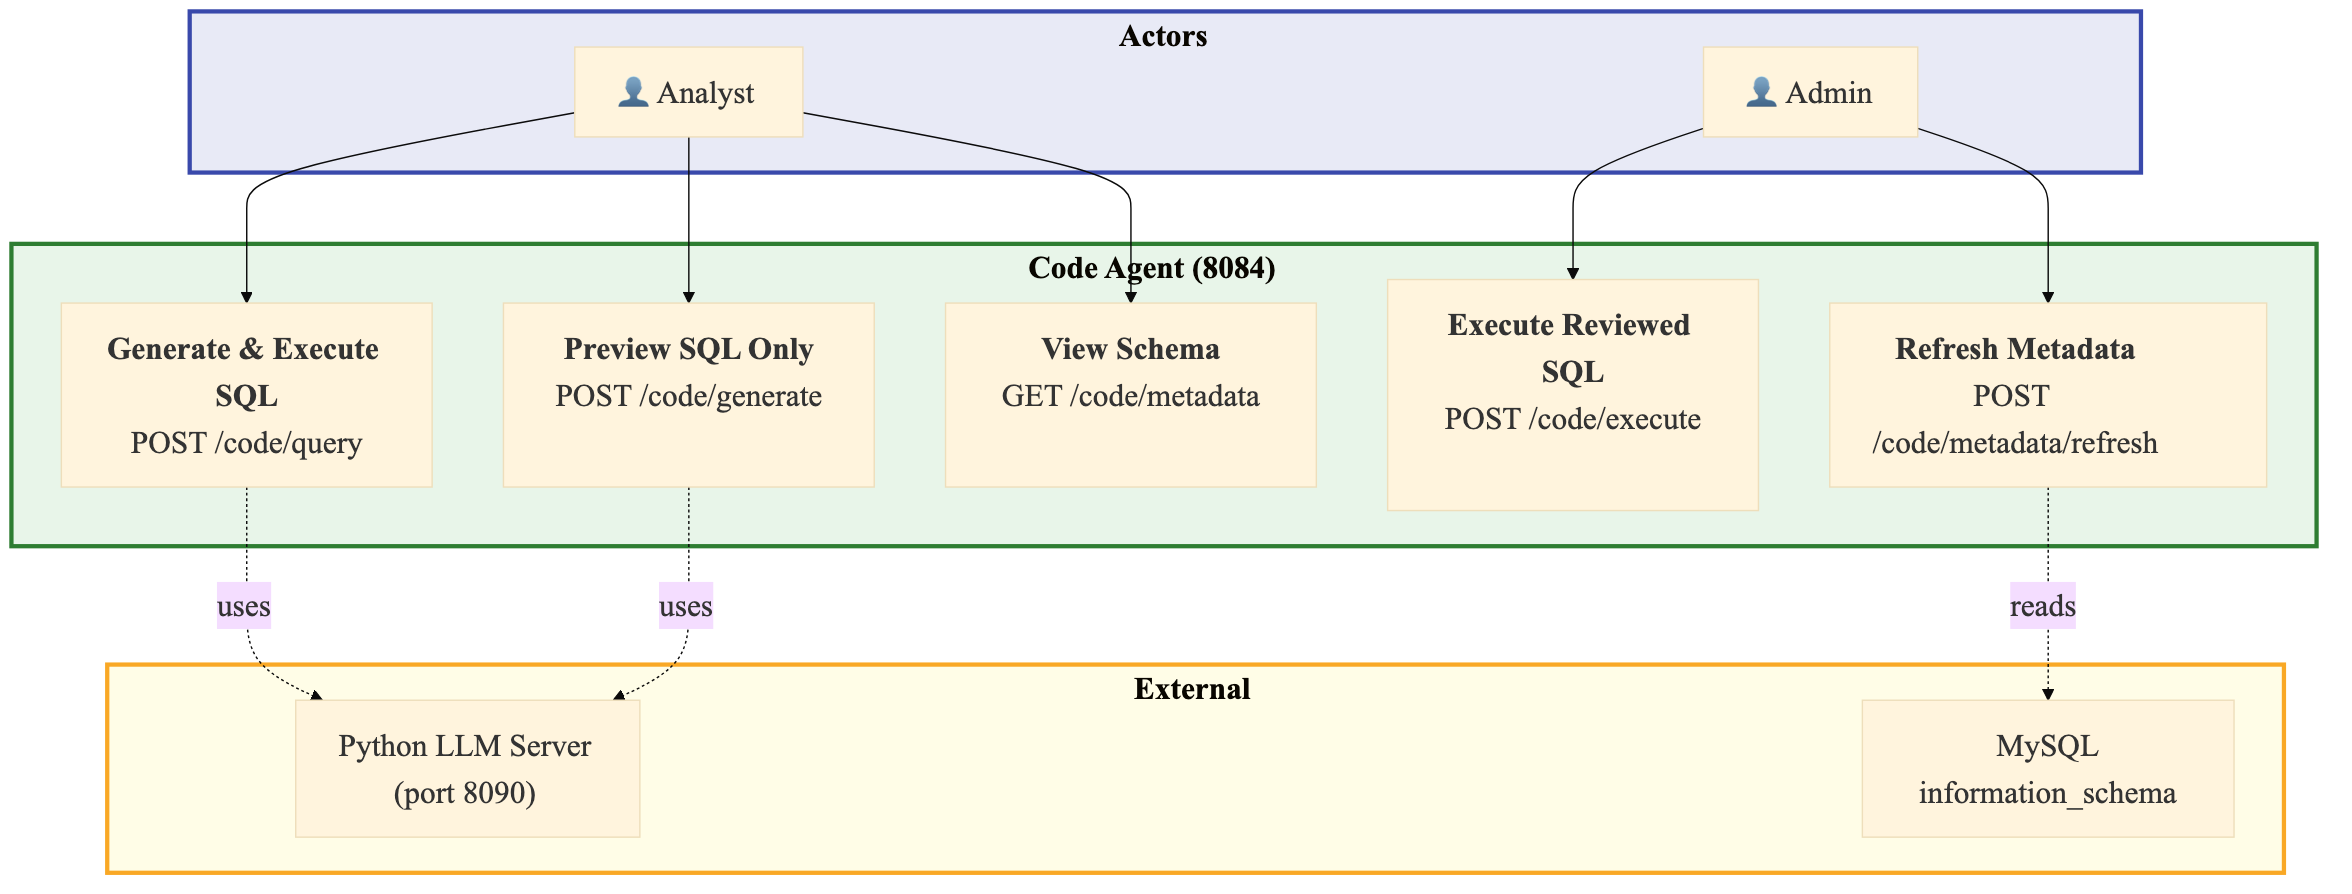 Actors
Analyst
Admin
Code Agent (8084)
Generate & Execute
SQL
POST /code/query
Preview SQL Only
POST /code/generate
View Schema
GET /code/metadata
Execute Reviewed
SQL
POST /code/execute
Refresh Metadata
POST
/code/metadata/refresh
uses
uses
reads
External
Python LLM Server
(port 8090)
MySQL
information_schema